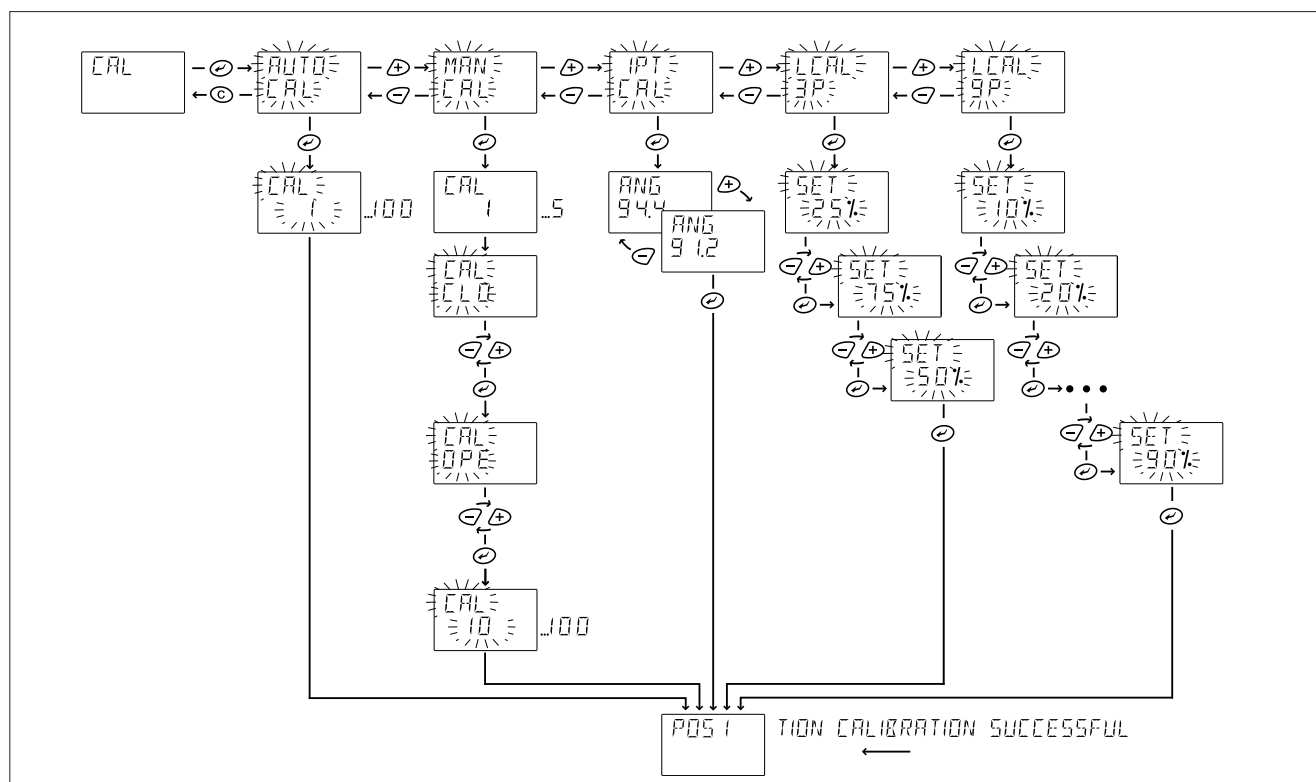 CAL
AUTO
CAL
MAN
CAL
1PT
CAL
LCAL
3P
LCAL
9P
CAL
1 ...100
CAL
1 ...5
ANG
94.4
ANG
91.2
SET
25%
SET
10%
CAL
CLO
SET
75%
SET
20%
SET
50%
CAL
OPE
SET
90%
CAL
10 ...100
POSI TION CALIBRATION SUCCESSFUL